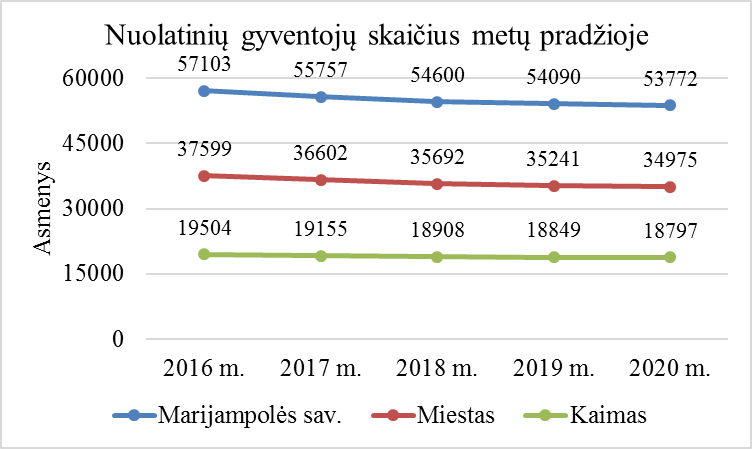 Nuolatinių gyventojų skaičius metų pradžioje
60000
57103 55757 54600 54090 53772
45000
37599 36602 35692 35241 34975
30000
19504 19155 18908 18849 18797
15000
0
Asmenys
2016 m. 2017 m. 2018 m. 2019 m. 2020 m.
Marijampolės sav. Miestas Kaimas